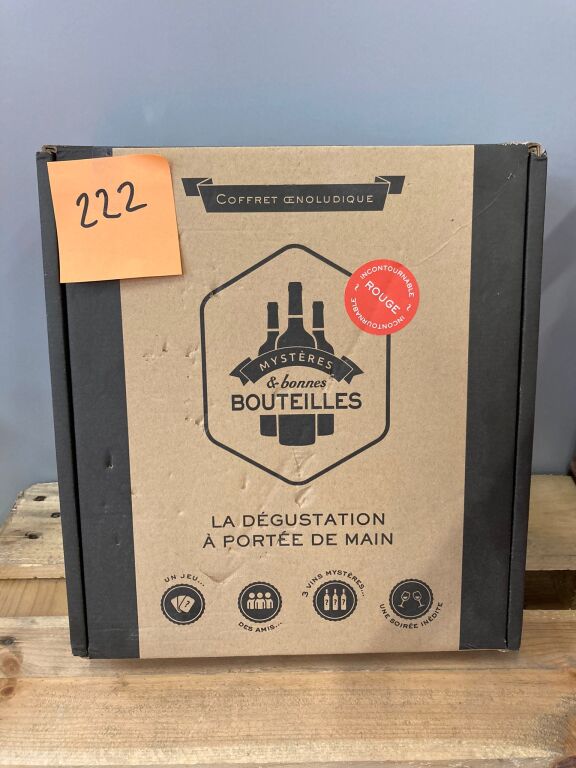 222
COFFRET ŒNOLUDIQUE
~ INCONTOURNABLE ~
ROUGE
INCONTOURNABLE
MYSTÈRES
& bonnes
BOUTEILLES
LA DÉGUSTATION
À PORTÉE DE MAIN
UN JEU...
?
DES AMIS...
3 VINS MYSTÈRES...
? ? ?
UNE SOIRÉE INÉDITE